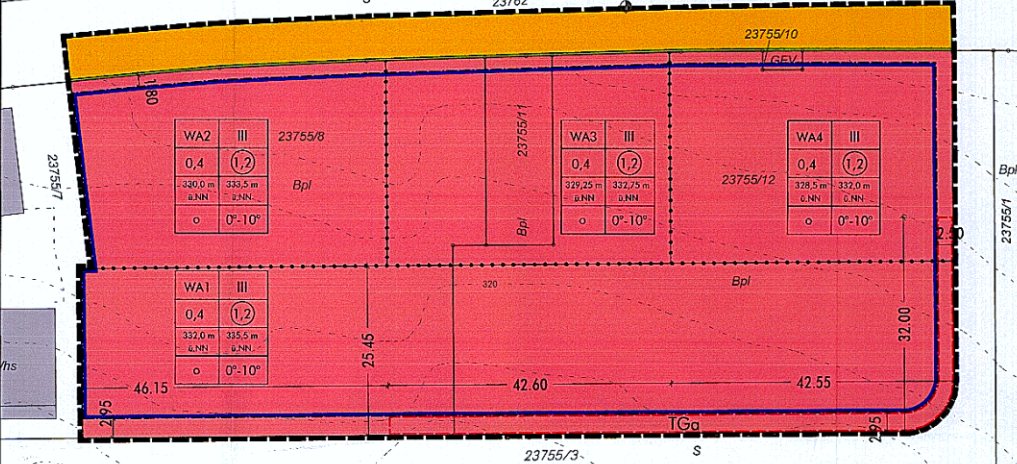 23762
23755/10
GEV
1.80
WA2 III
0,4 1,2
330,0 m ü.NN 333,5 m ü.NN
o 0°-10°
23755/8
Bpl
23755/11
Bpl
WA3 III
0,4 1,2
329,25 m ü.NN 332,75 m ü.NN
o 0°-10°
23755/12
WA4 III
0,4 1,2
328,5 m ü.NN 332,0 m ü.NN
o 0°-10°
23755/7
Bpl
23755/1
2.50
WA1 III
0,4 1,2
332,0 m ü.NN 335,5 m ü.NN
o 0°-10°
320
Bpl
25.45
32.00
46.15
42.60
42.55
2.95
TGa
2.95
23755/3
S